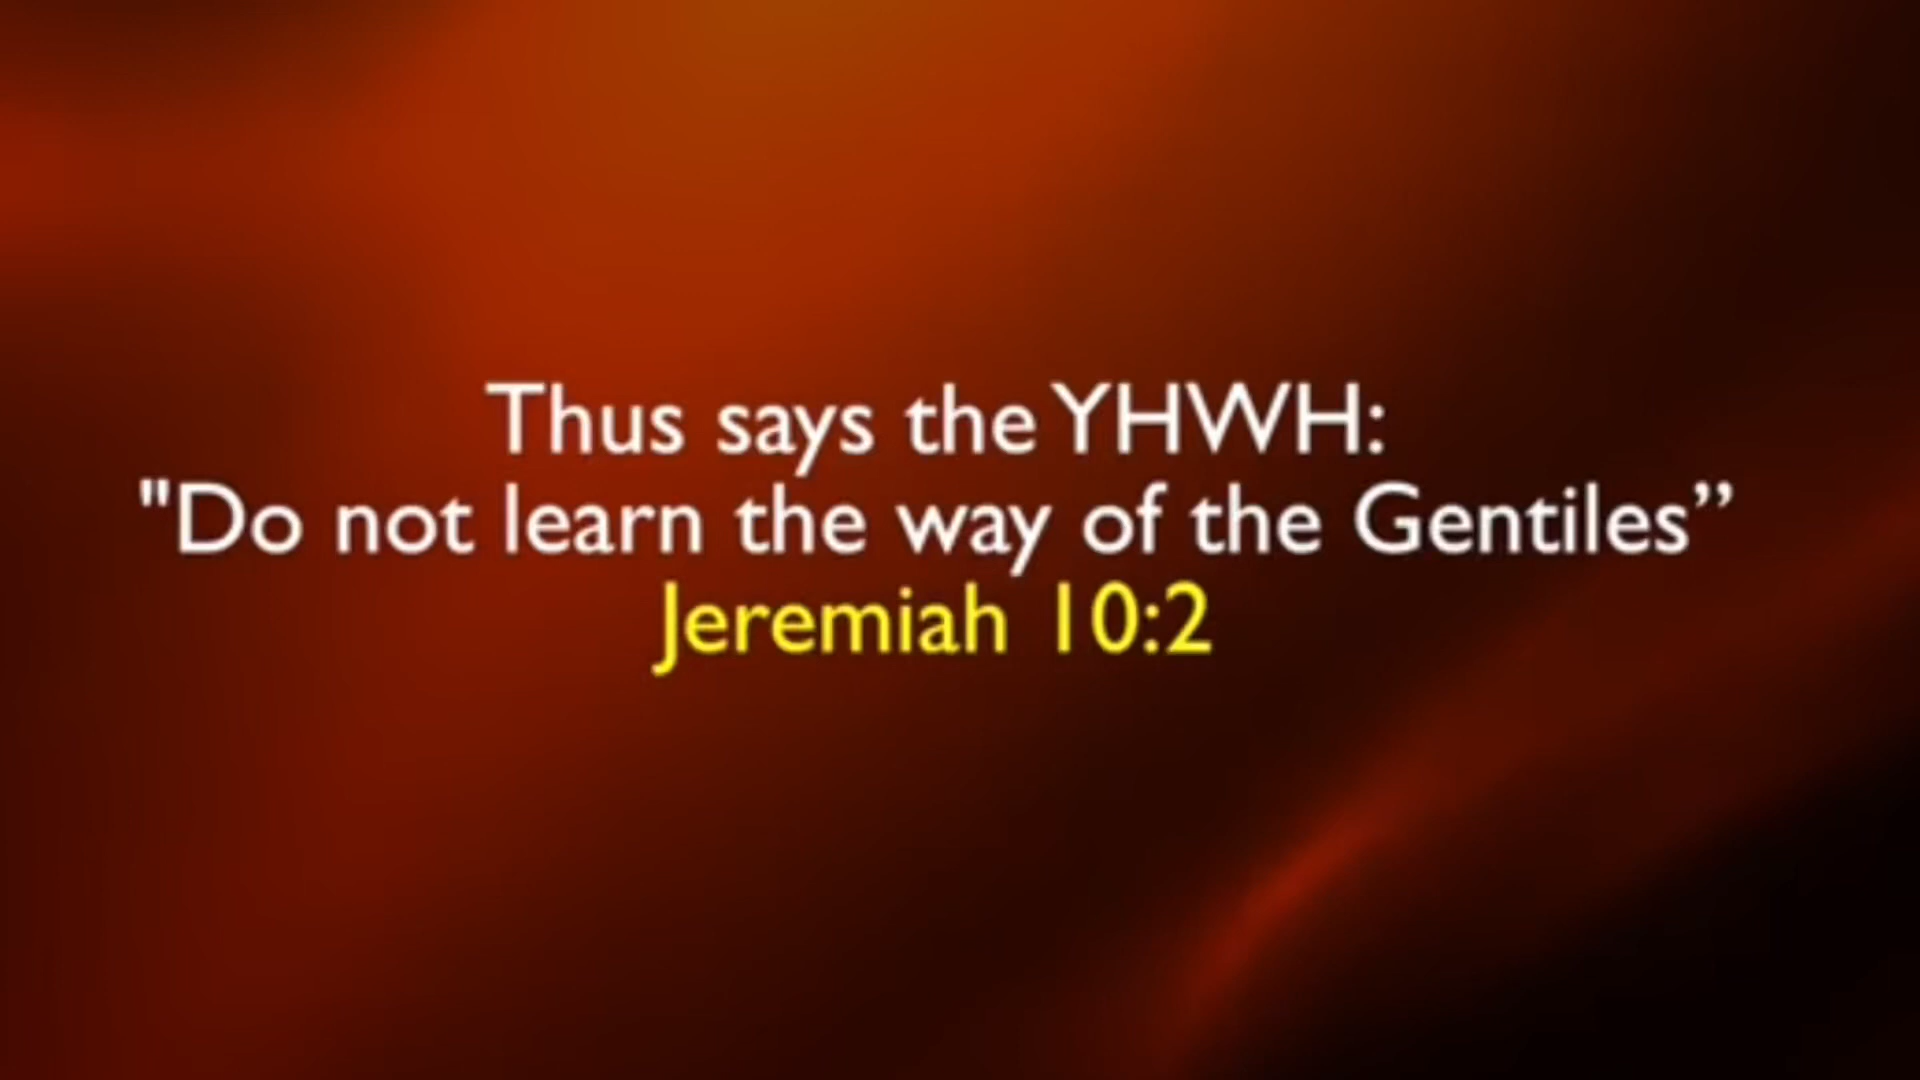 Thus says the YHWH:
"Do not learn the way of the Gentiles”
Jeremiah 10:2